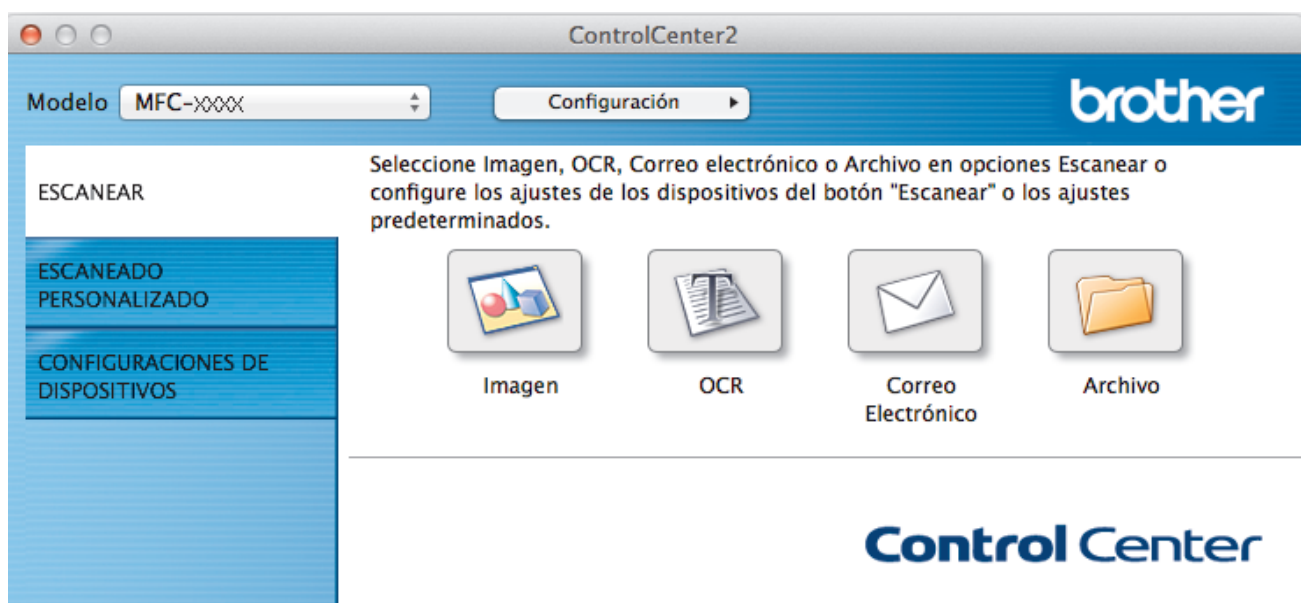 ControlCenter2
Modelo MFC-XXXX Configuración
brother
ESCANEAR
ESCANEADO
PERSONALIZADO
CONFIGURACIONES DE
DISPOSITIVOS
Seleccione Imagen, OCR, Correo electrónico o Archivo en opciones Escanear o
configure los ajustes de los dispositivos del botón "Escanear" o los ajustes
predeterminados.
Imagen
OCR
Correo
Electrónico
Archivo
Control Center